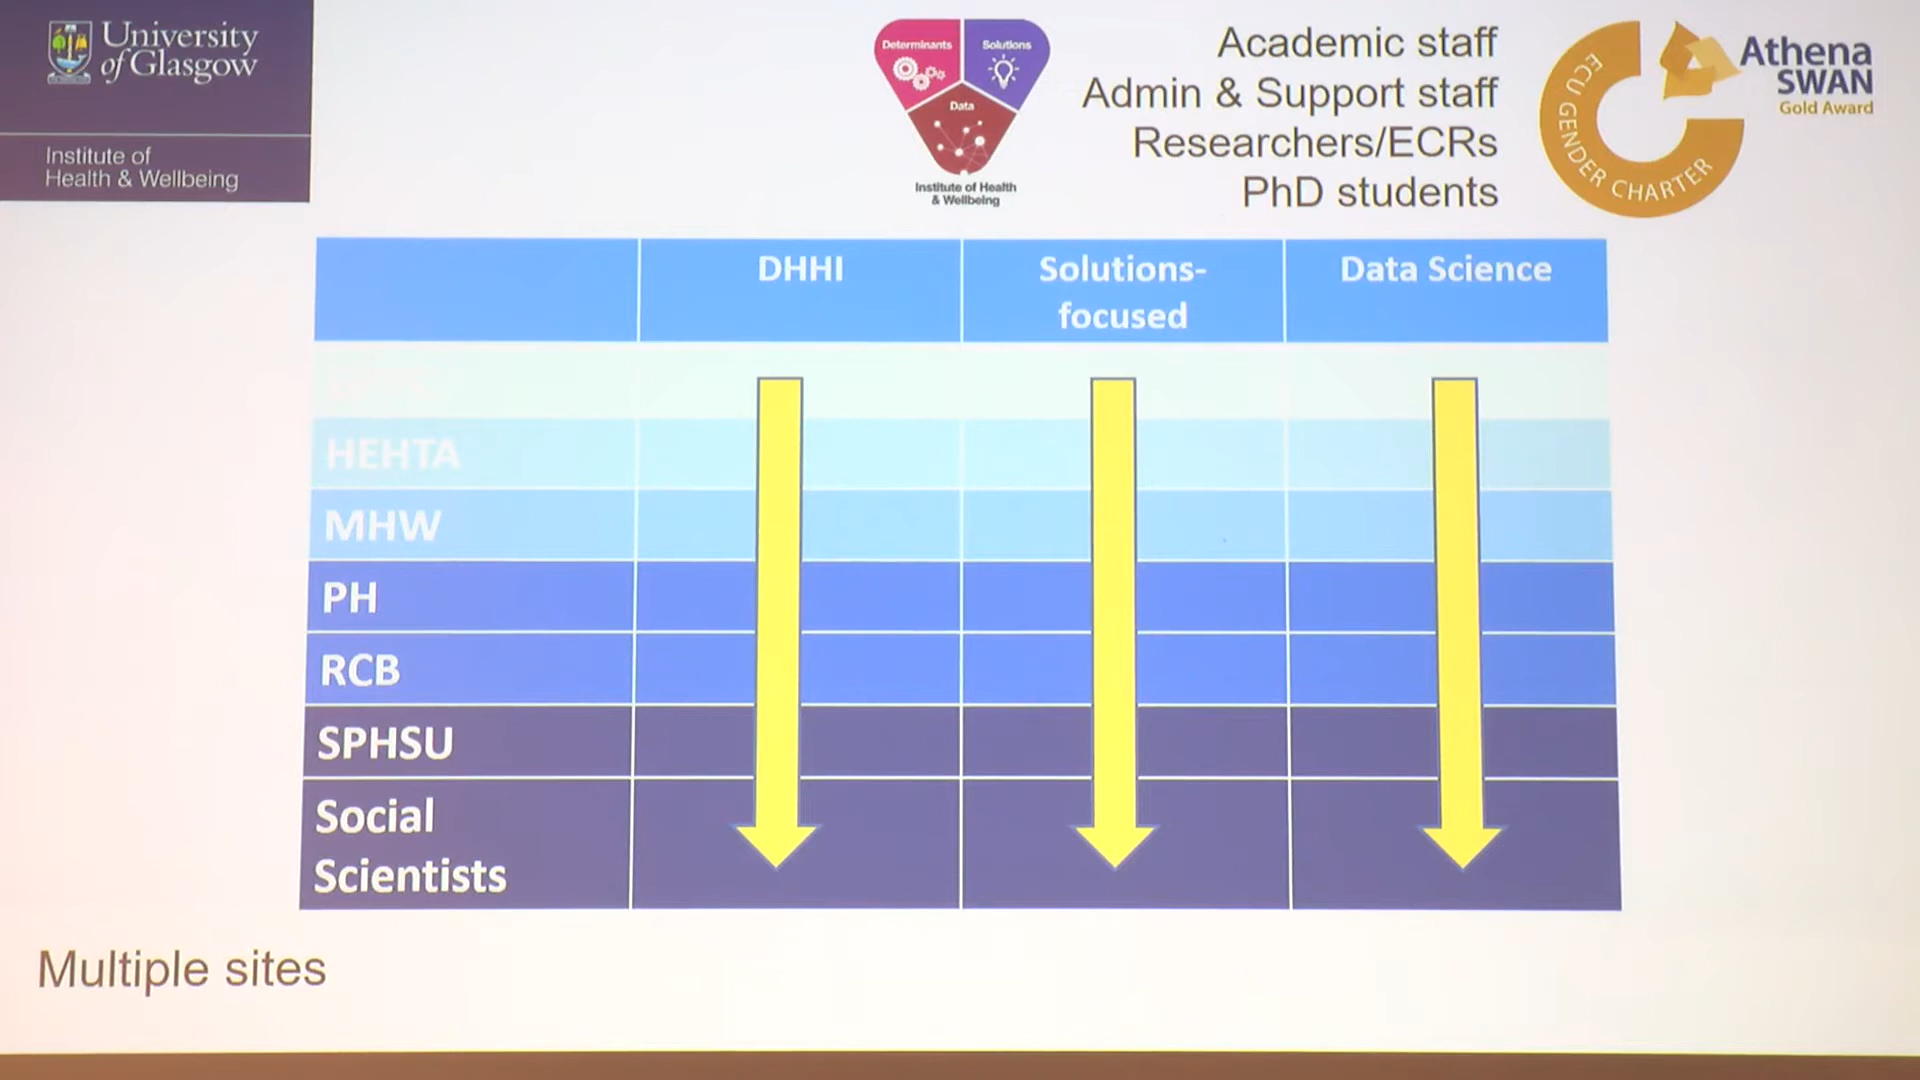 University
of Glasgow
Institute of
Health & Wellbeing
Determinants
Solutions
Data
Institute of Health
& Wellbeing
Academic staff
Admin & Support staff
Researchers/ECRs
PhD students
ECU GENDER CHARTER
Athena
SWAN
Gold Award
DHHI
Solutions-
focused
Data Science
HEHTA
MHW
PH
RCB
SPHSU
Social
Scientists
Multiple sites